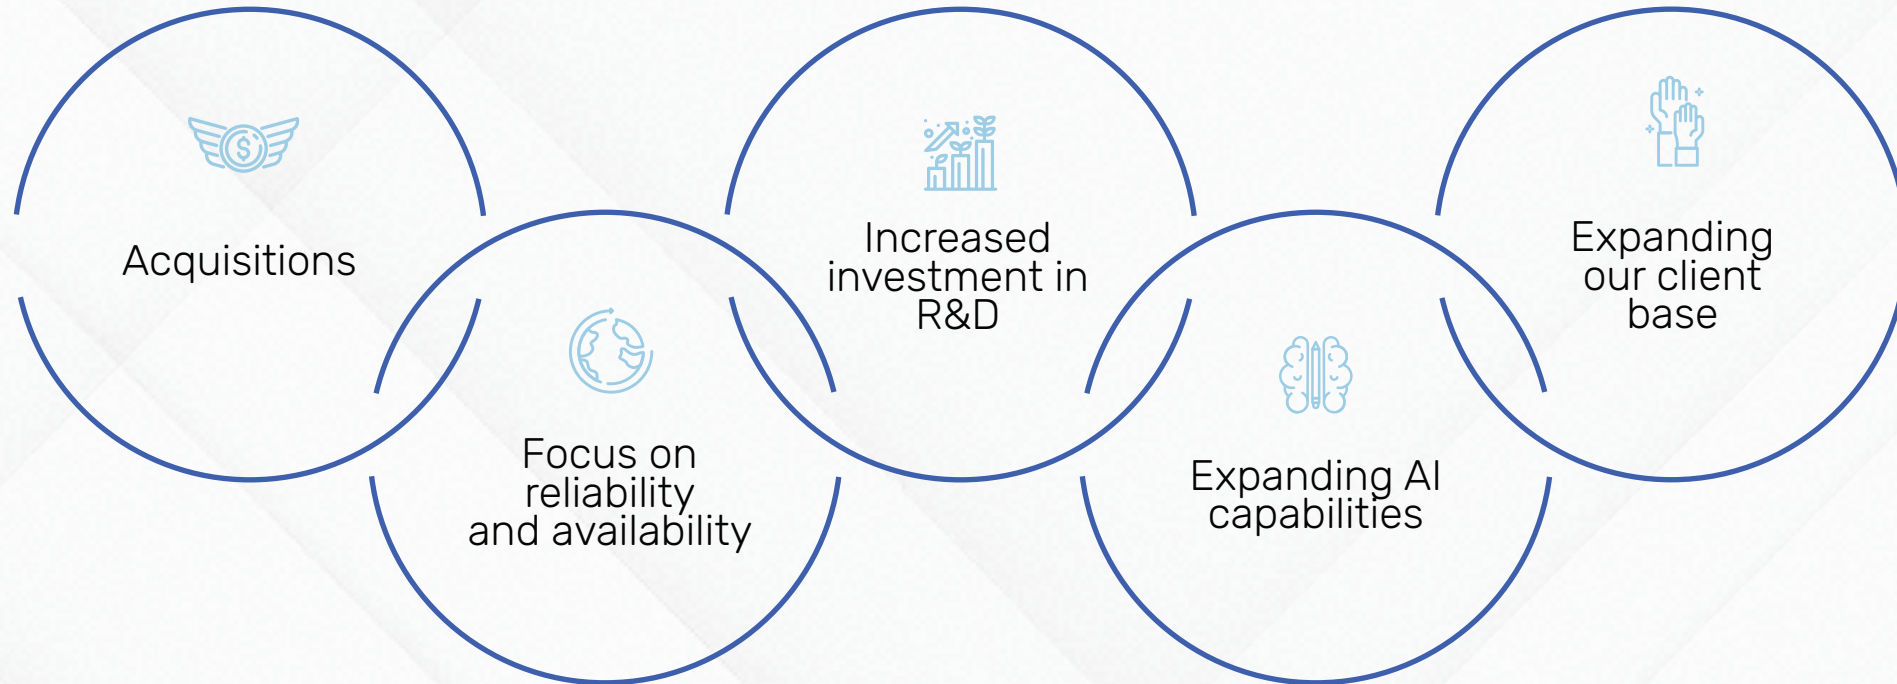 Acquisitions
Focus on
reliability
and availability
Increased
investment in
R&D
Expanding AI
capabilities
Expanding
our client
base